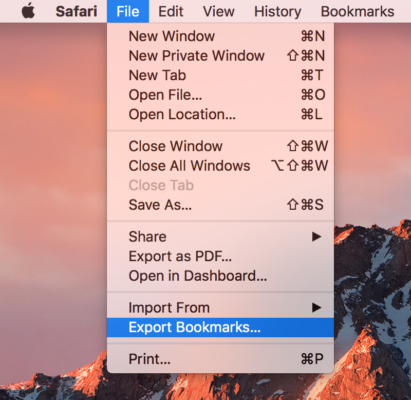 Safari File Edit View History Bookmarks
New Window ⌘N
New Private Window ⇧⌘N
New Tab ⌘T
Open File... ⌘O
Open Location... ⌘L
Close Window ⇧⌘W
Close All Windows ⌥⇧⌘W
Close Tab
Save As... ⇧⌘S
Share ▶
Export as PDF...
Open in Dashboard...
Import From ▶
Export Bookmarks...
Print... ⌘P